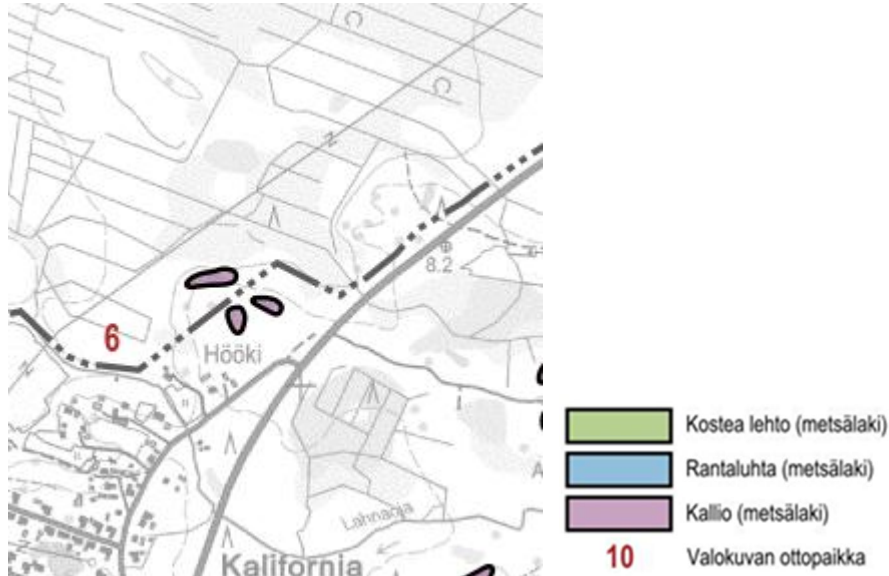 8.2
6
Hööki
Lahnaoja
Kalifornia
Kostea lehto (metsälaki)
Rantaluhta (metsälaki)
Kallio (metsälaki)
10 Valokuvan ottopaikka